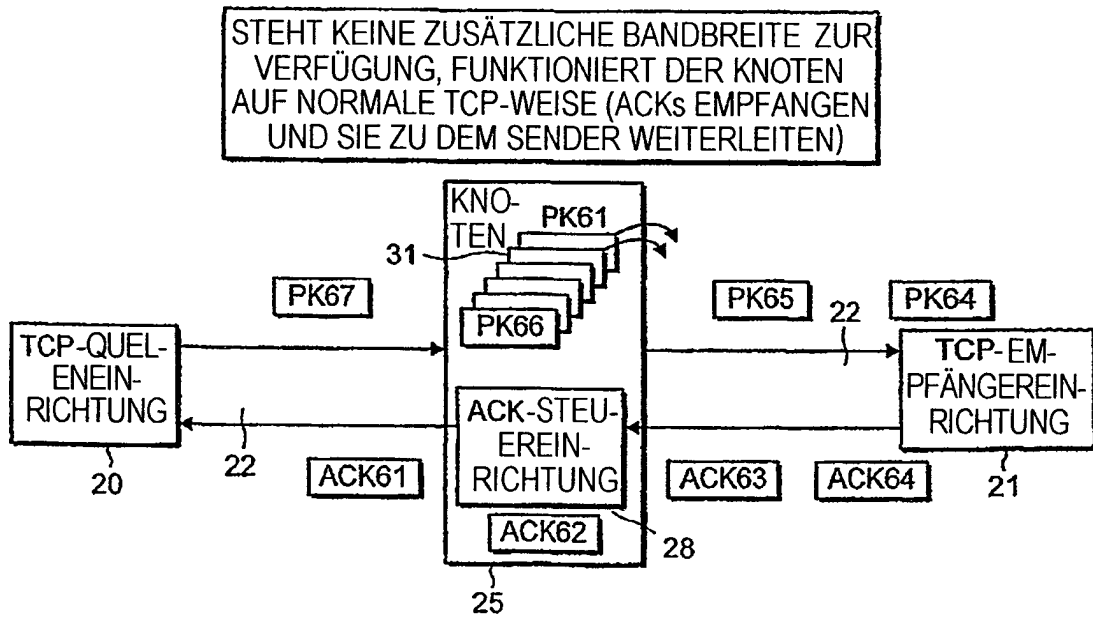 STEHT KEINE ZUSÄTZLICHE BANDBREITE ZUR
VERFÜGUNG, FUNKTIONIERT DER KNOTEN
AUF NORMALE TCP-WEISE (ACKs EMPFANGEN
UND SIE ZU DEM SENDER WEITERLEITEN)
KNO-
TEN
PK61
31
PK66
PK67
PK65
PK64
22
TCP-QUEL-
ENEIN-
RICHTUNG
20
22
ACK61
ACK-STEU-
EREIN-
RICHTUNG
28
ACK62
25
TCP-EM-
PFÄNGEREIN-
RICHTUNG
21
ACK63
ACK64